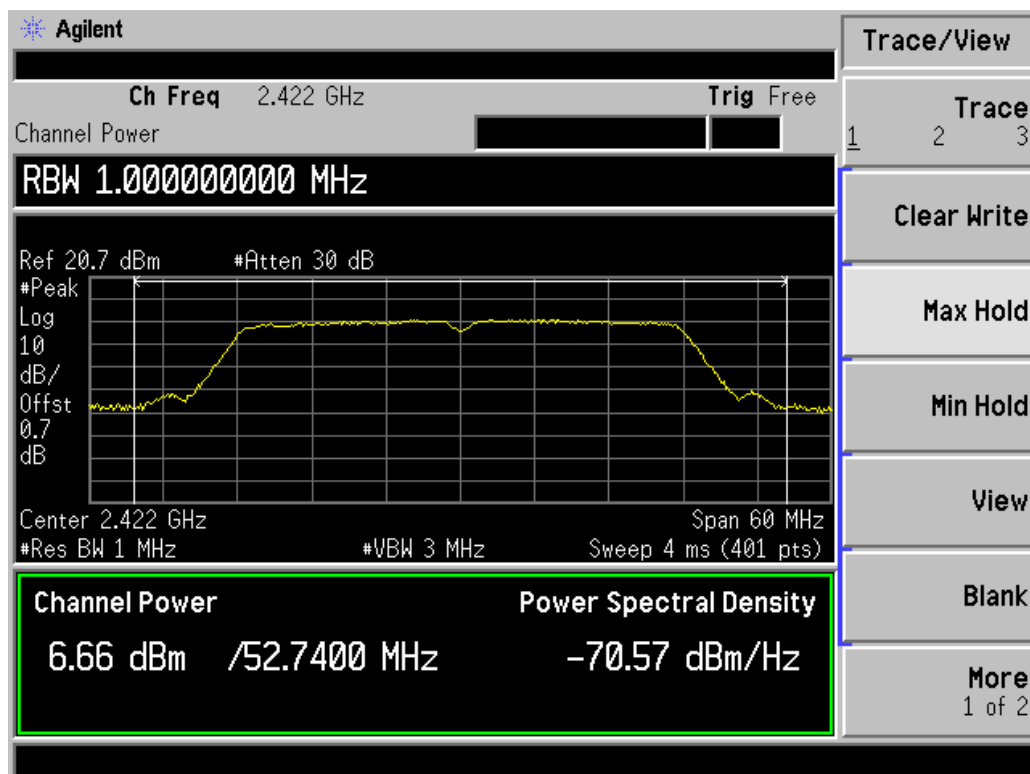 Agilent
Ch Freq 2.422 GHz Trig Free
Channel Power
RBW 1.000000000 MHz
Ref 20.7 dBm #Atten 30 dB
#Peak
Log
10
dB/
Offst
0.7
dB
Center 2.422 GHz Span 60 MHz
#Res BW 1 MHz #VBW 3 MHz Sweep 4 ms (401 pts)
Channel Power Power Spectral Density
6.66 dBm /52.7400 MHz -70.57 dBm/Hz
Trace/View
Trace
1 2 3
Clear Write
Max Hold
Min Hold
View
Blank
More
1 of 2